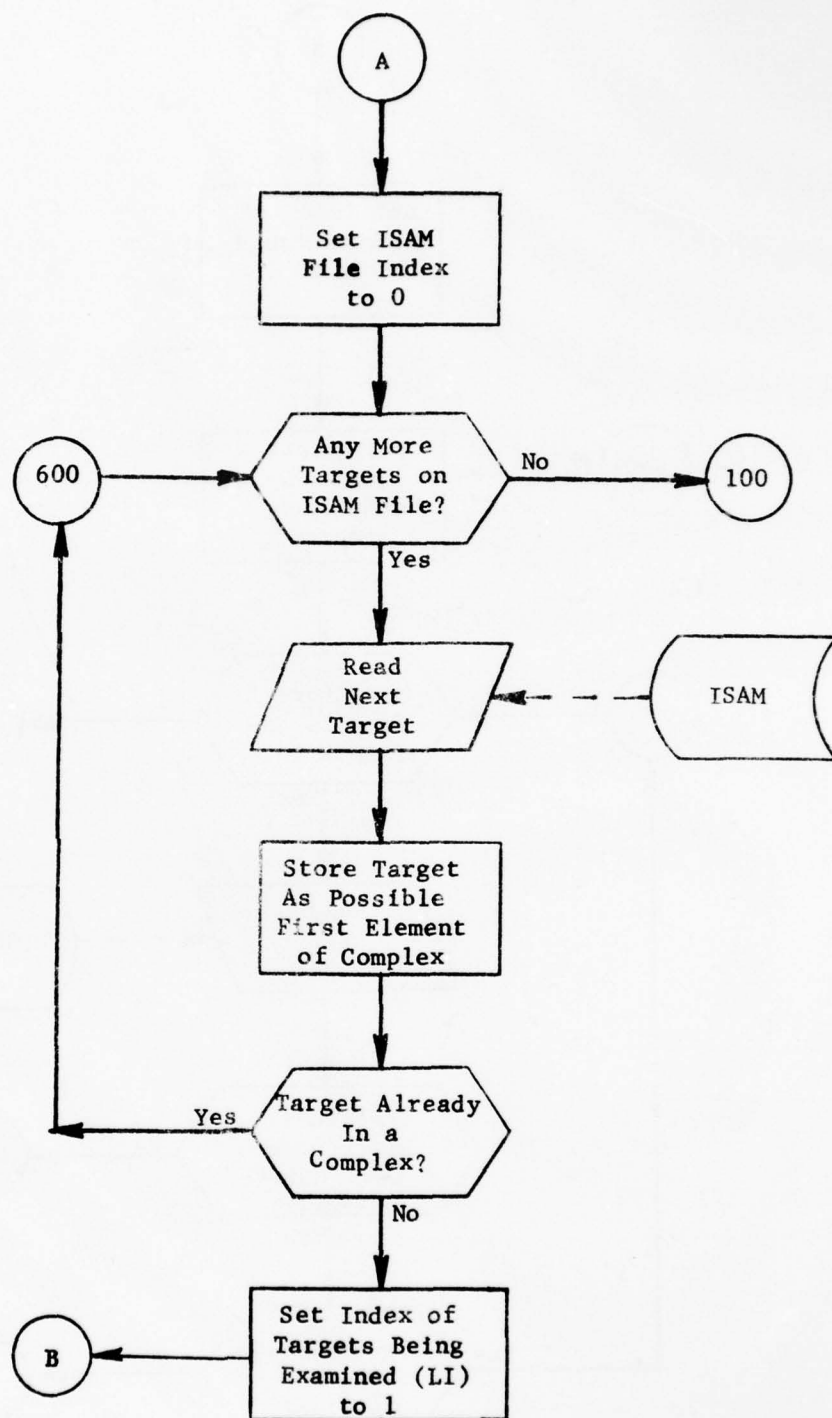 A
Set ISAM
File Index
to 0
600
Any More
Targets on
ISAM File?
No
100
Yes
Read
Next
Target
ISAM
Store Target
As Possible
First Element
of Complex
Yes
Target Already
In a
Complex?
No
B
Set Index of
Targets Being
Examined (LI)
to 1